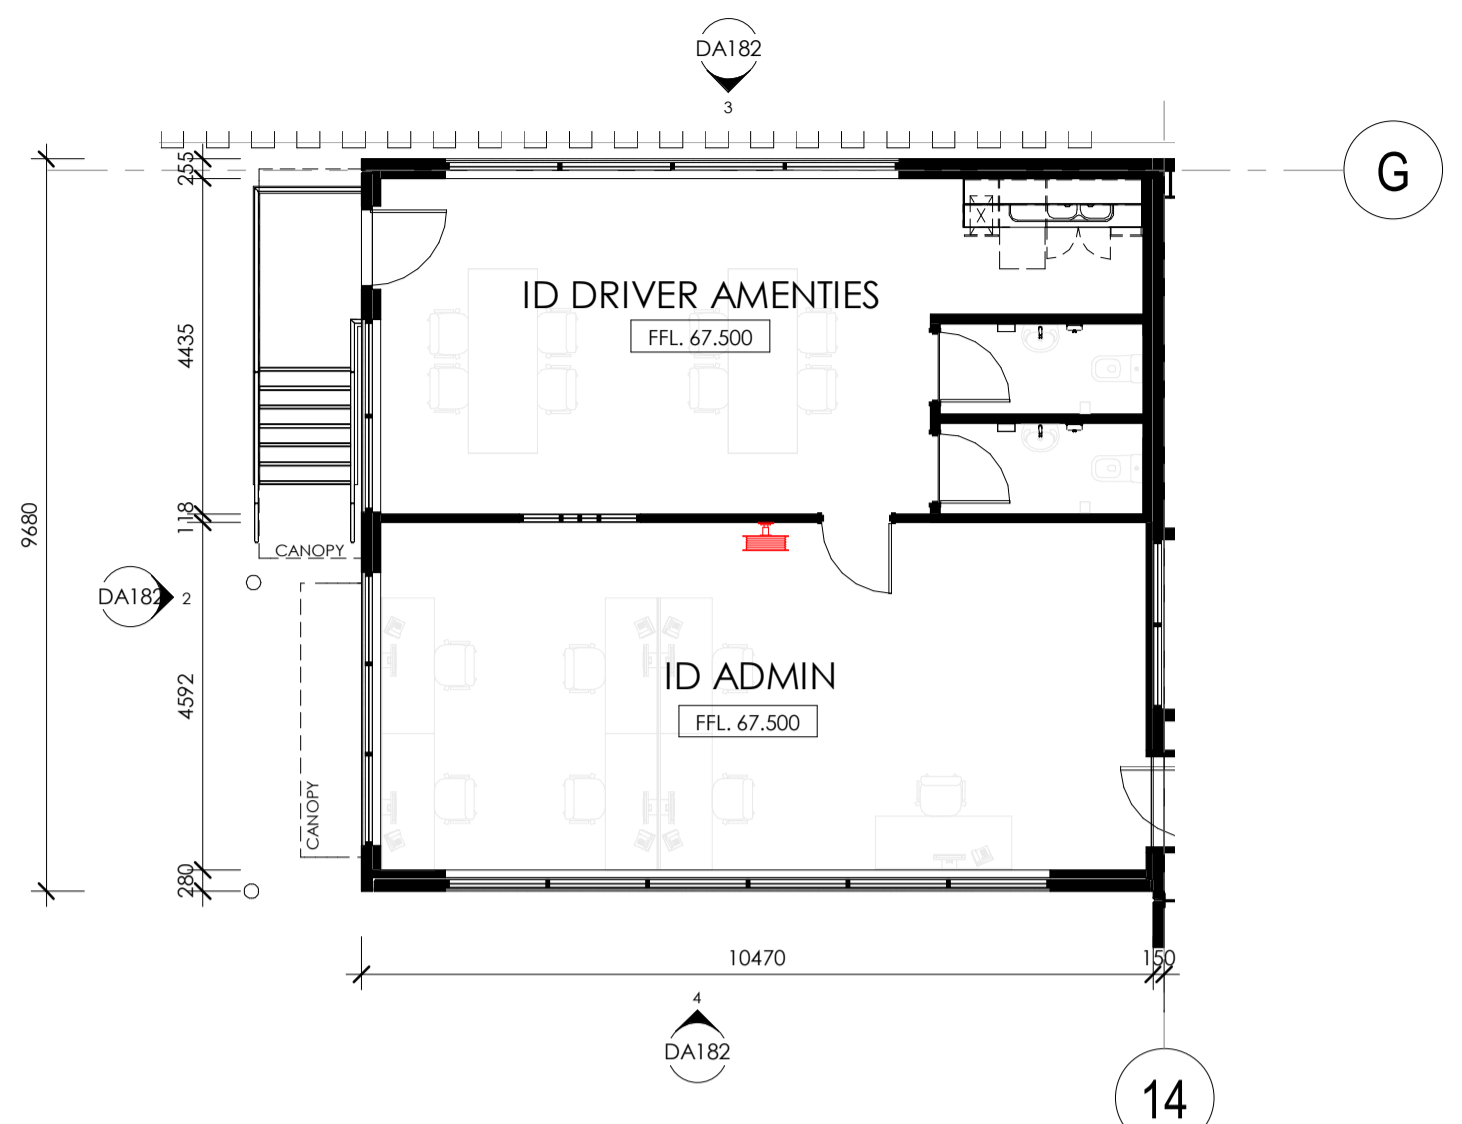 DA182
3
G
255
ID DRIVER AMENTIES
FFL. 67.500
4435
9680
118
CANOPY
DA182
2
ID ADMIN
FFL. 67.500
4592
CANOPY
280
10470
150
4
DA182
14